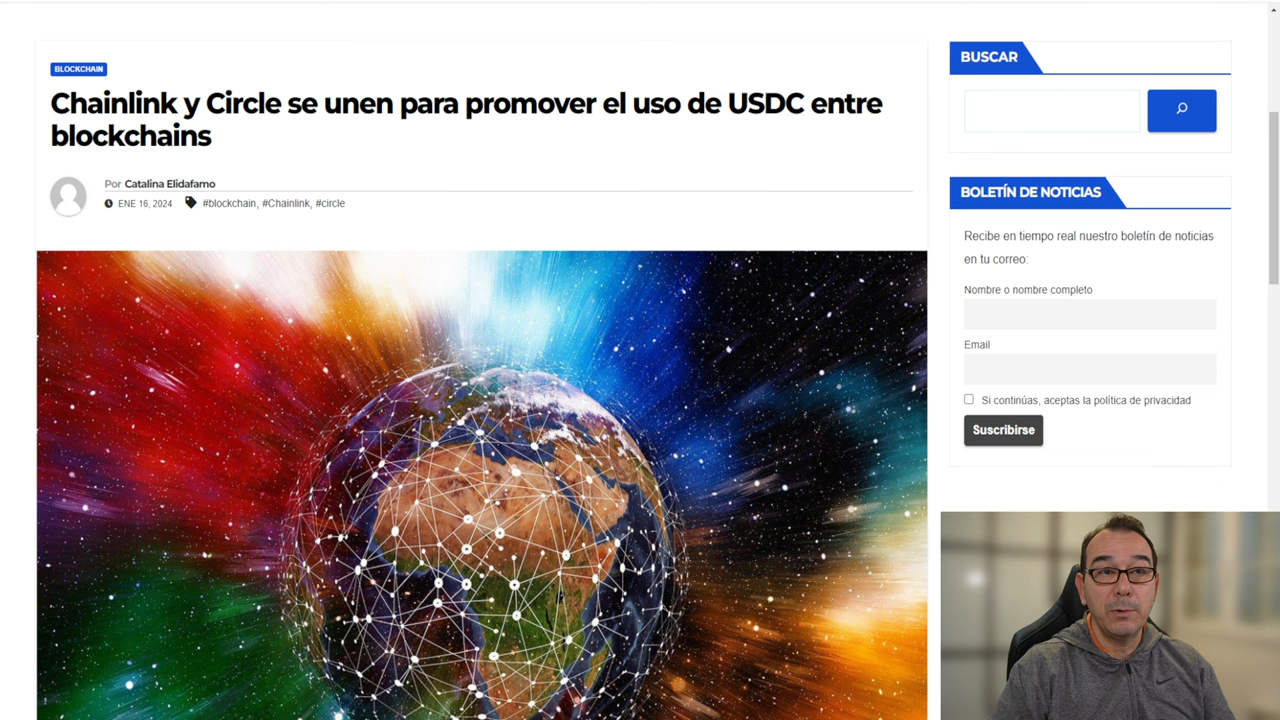 BLOCKCHAIN
Chainlink y Circle se unen para promover el uso de USDC entre
blockchains
Por Catalina Elidafamo
ENE 16, 2024 #blockchain, #Chainlink, #circle
BUSCAR
BOLETÍN DE NOTICIAS
Recibe en tiempo real nuestro boletín de noticias
en tu correo:
Nombre o nombre completo
Email
Si continúas, aceptas la política de privacidad
Suscribirse